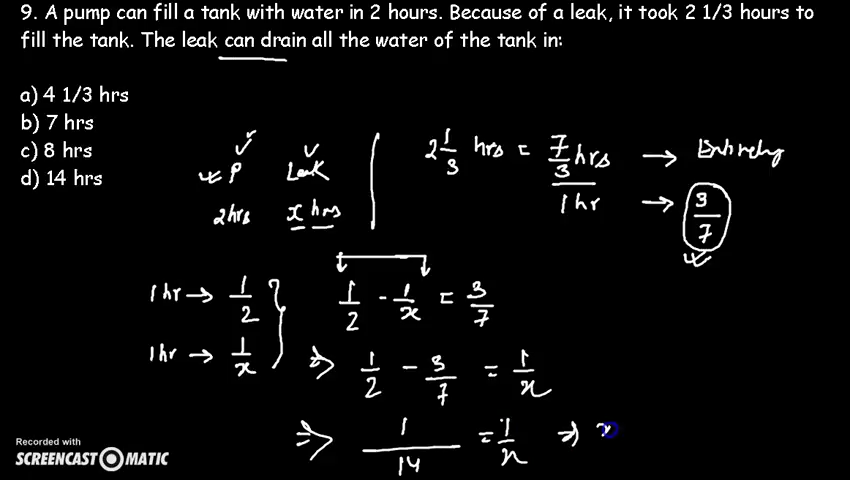 9. A pump can fill a tank with water in 2 hours. Because of a leak, it took 2 1/3 hours to
fill the tank. The leak can drain all the water of the tank in:
a) 4 1/3 hrs
b) 7 hrs
c) 8 hrs
d) 14 hrs
2 1/3 hrs = 7/3 hrs → Entirely
P Leak
1 hr → 3/7
2hrs x hrs
1 hr → 1/2
1/2 - 1/x = 3/7
1 hr → 1/x
⇒ 1/2 - 3/7 = 1/x
⇒ 1/14 = 1/x ⇒ x
Recorded with
SCREENCAST MATIC